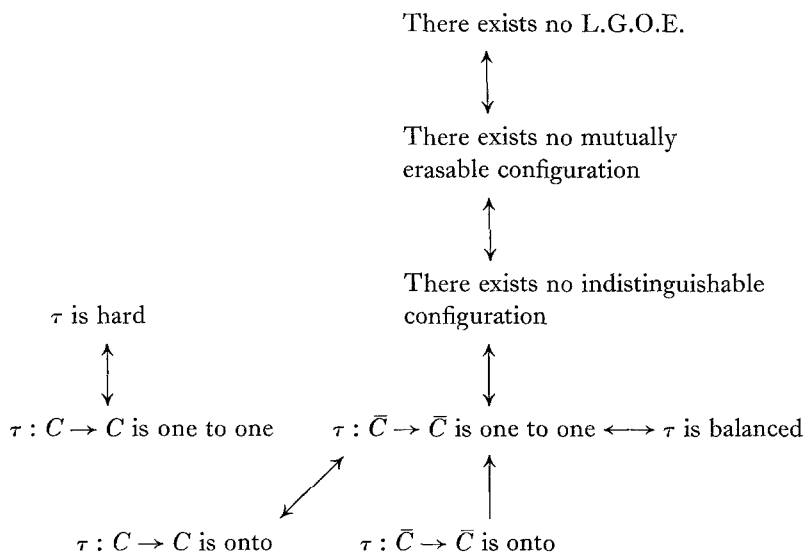 There exists no L.G.O.E.
There exists no mutually
erasable configuration
There exists no indistinguishable
configuration
τ is hard
τ : C → C is one to one
τ : C̄ → C̄ is one to one ⟷ τ is balanced
τ : C → C is onto
τ : C̄ → C̄ is onto